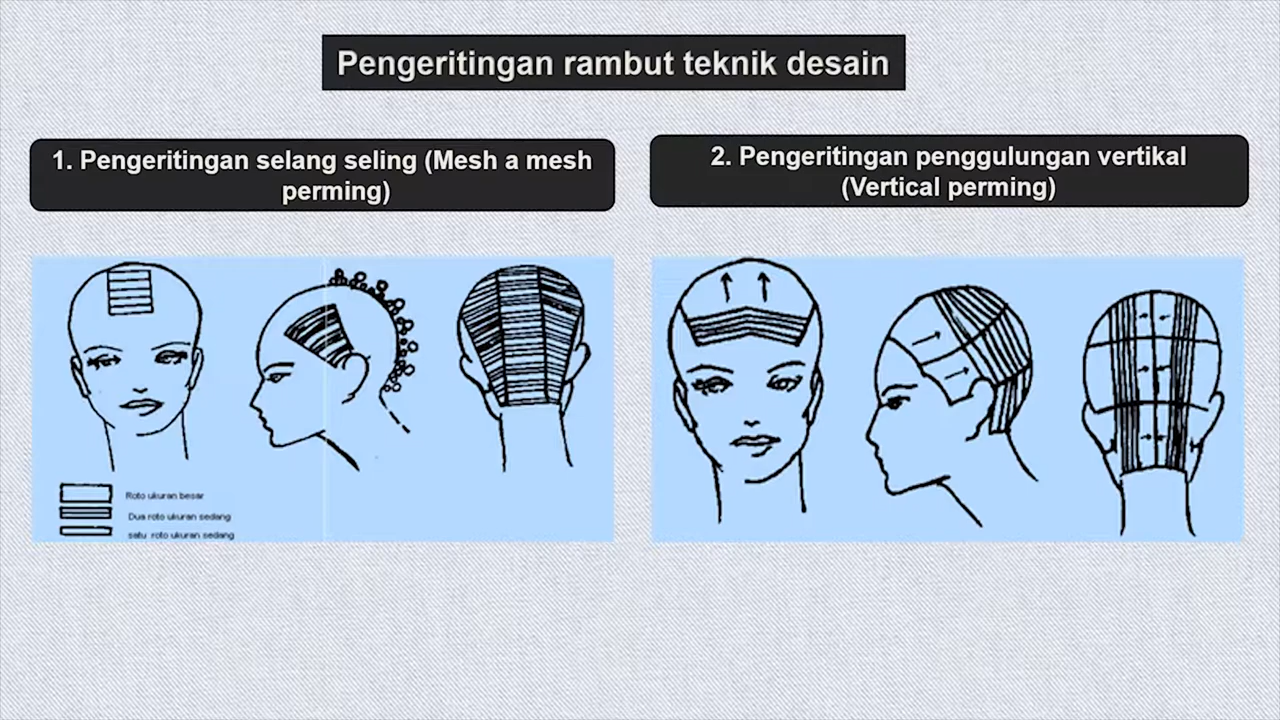 Pengeritingan rambut teknik desain
1. Pengeritingan selang seling (Mesh a mesh
perming)
2. Pengeritingan penggulungan vertikal
(Vertical perming)
Roto ukuran besar
Dua roto ukuran sedang
satu roto ukuran sedang